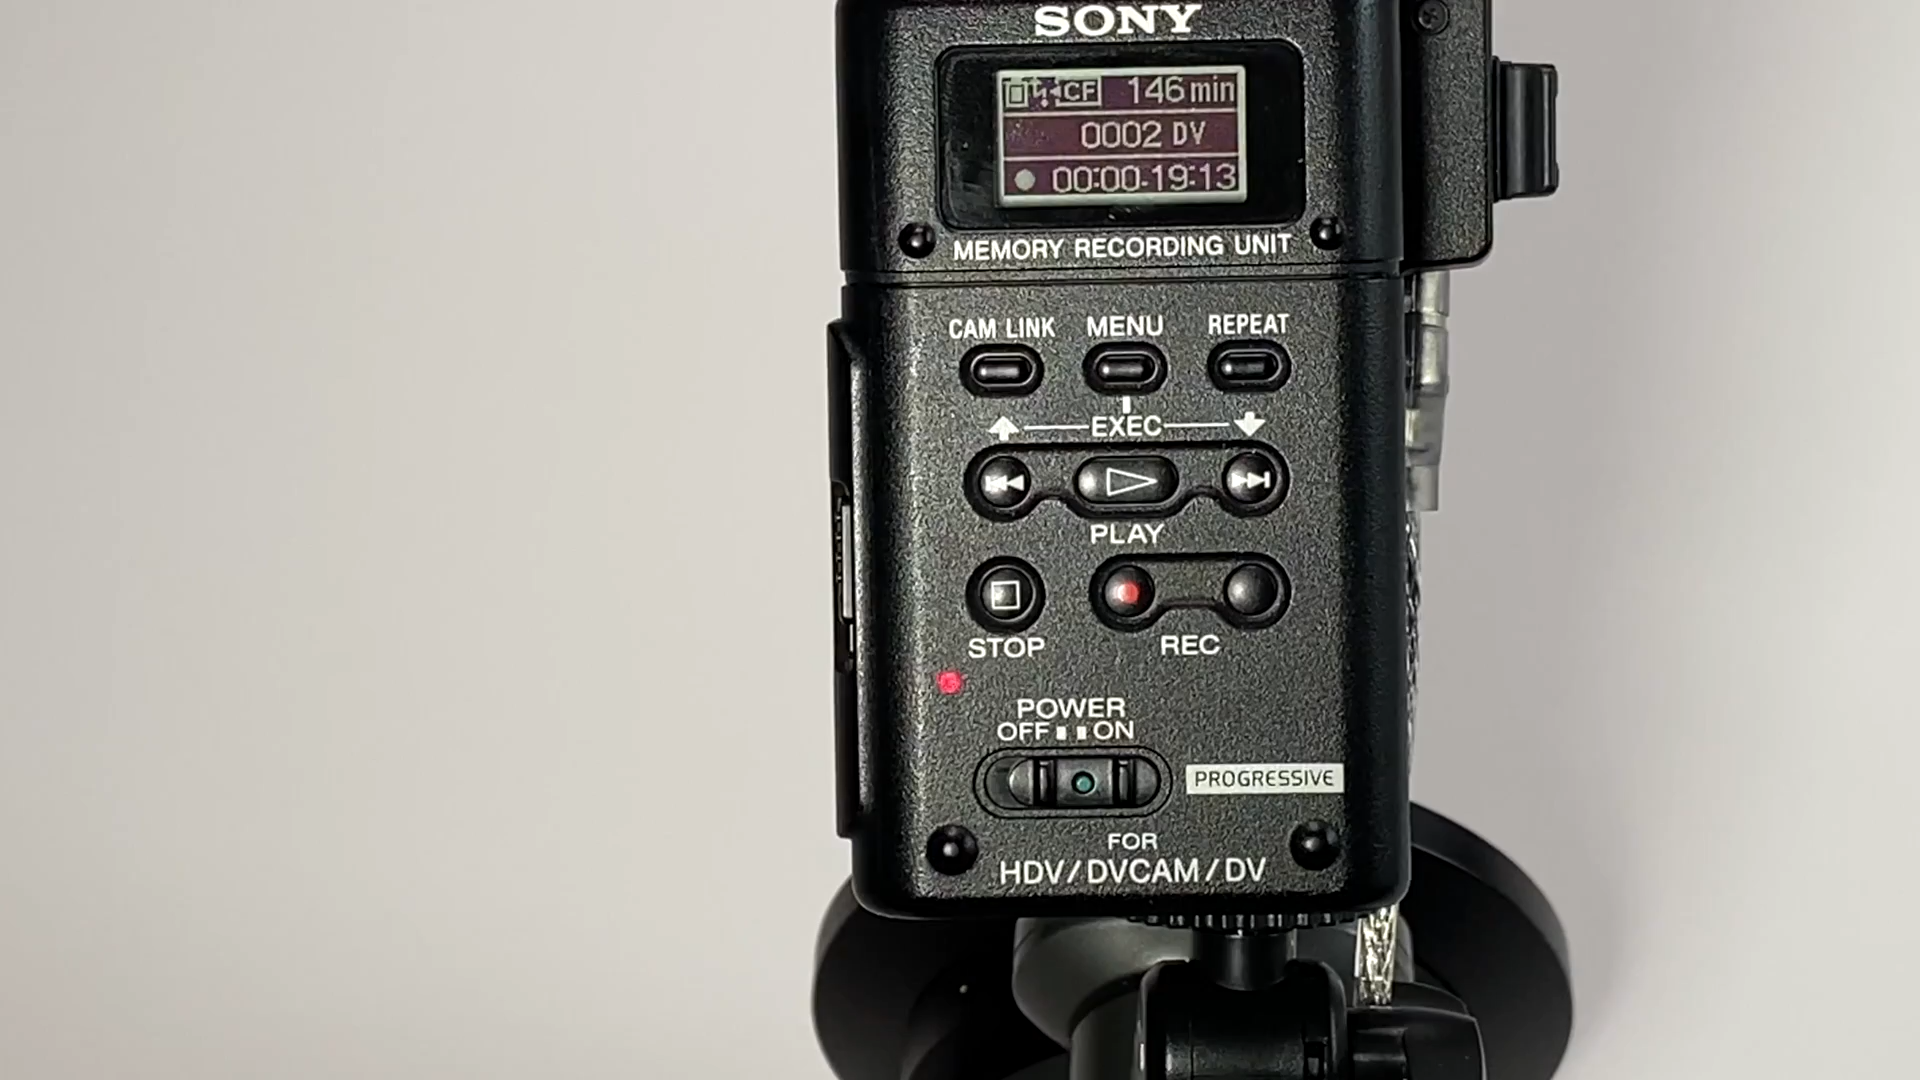 SONY
CF 146 min
0002 DV
00:00:19:13
MEMORY RECORDING UNIT
CAM LINK MENU REPEAT
EXEC
PLAY
STOP REC
POWER
OFF ON
PROGRESSIVE
FOR
HDV/DVCAM/DV